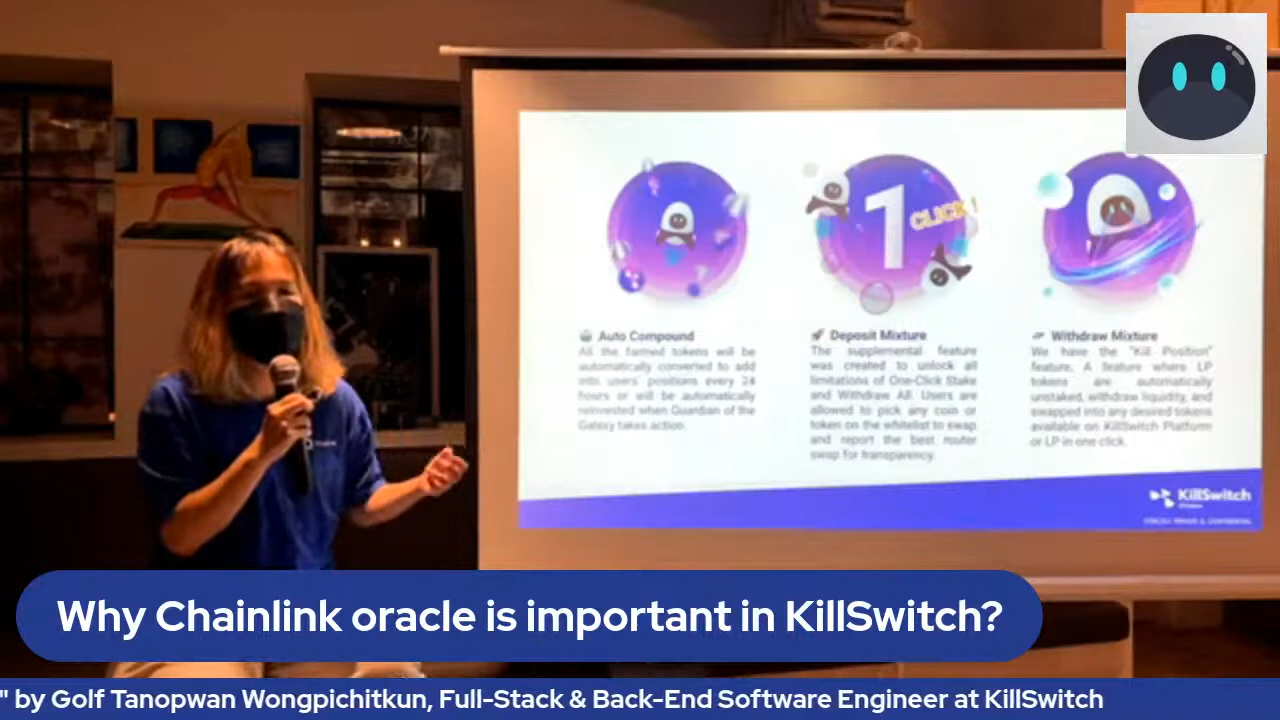 1
CLICK !
Auto Compound
All the farmed tokens will be
automatically converted to add
into users' positions every 24
hours or will be automatically
reinvested when Guardian of the
Galaxy takes action.
Deposit Mixture
The supplemental feature
was created to unlock all
limitations of One-Click Stake
and Withdraw All. Users are
allowed to pick any coin or
token on the whitelist to swap
and report the best router
swap for transparency.
Withdraw Mixture
We have the "Kill Position"
feature. A feature where LP
tokens are automatically
unstaked, withdraw liquidity, and
swapped into any desired tokens
available on KillSwitch Platform
or LP in one click.
KillSwitch
Why Chainlink oracle is important in KillSwitch?
" by Golf Tanopwan Wongpichitkun, Full-Stack & Back-End Software Engineer at KillSwitch